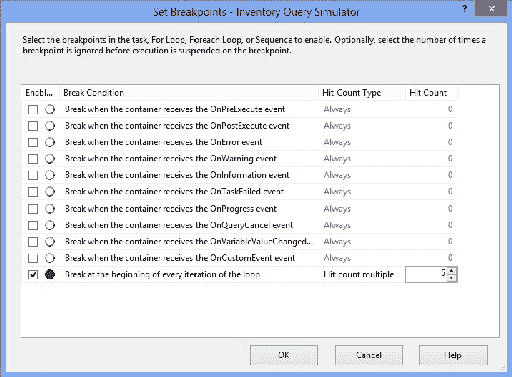 Set Breakpoints - Inventory Query Simulator
? x
Select the breakpoints in the task, For Loop, Foreach Loop, or Sequence to enable. Optionally, select the number of times a
breakpoint is ignored before execution is suspended on the breakpoint.
Enabl... Break Condition Hit Count Type Hit Count
Break when the container receives the OnPreExecute event Always 0
Break when the container receives the OnPostExecute event Always 0
Break when the container receives the OnError event Always 0
Break when the container receives the OnWarning event Always 0
Break when the container receives the OnInformation event Always 0
Break when the container receives the OnTaskFailed event Always 0
Break when the container receives the OnProgress event Always 0
Break when the container receives the OnQueryCancel event Always 0
Break when the container receives the OnVariableValueChanged... Always 0
Break when the container receives the OnCustomEvent event Always 0
Break at the beginning of every iteration of the loop Hit count multiple 5
OK Cancel Help